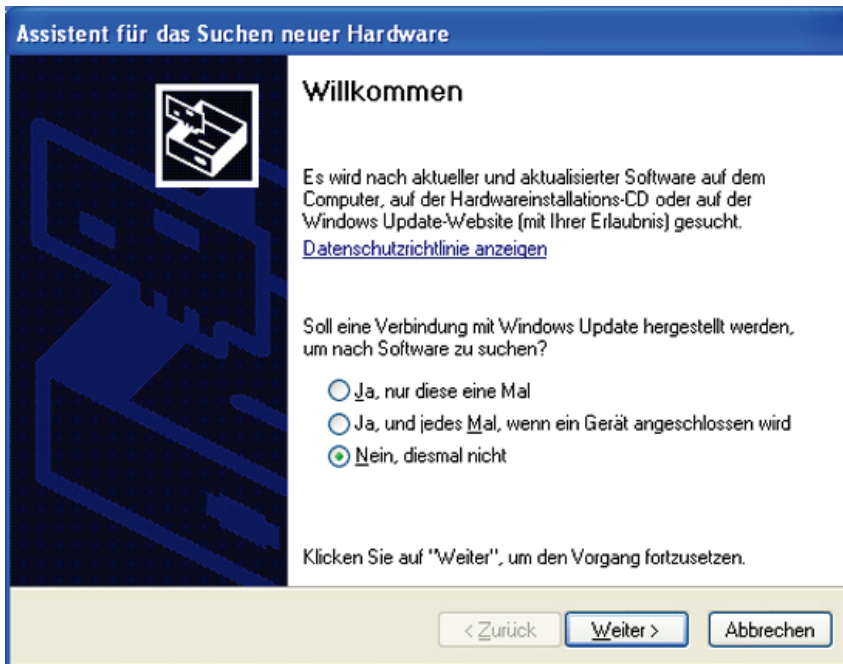 Assistent für das Suchen neuer Hardware
Willkommen
Es wird nach aktueller und aktualisierter Software auf dem
Computer, auf der Hardwareinstallations-CD oder auf der
Windows Update-Website (mit Ihrer Erlaubnis) gesucht.
Datenschutzrichtlinie anzeigen
Soll eine Verbindung mit Windows Update hergestellt werden,
um nach Software zu suchen?
Ja, nur diese eine Mal
Ja, und jedes Mal, wenn ein Gerät angeschlossen wird
Nein, diesmal nicht
Klicken Sie auf "Weiter", um den Vorgang fortzusetzen.
< Zurück Weiter > Abbrechen